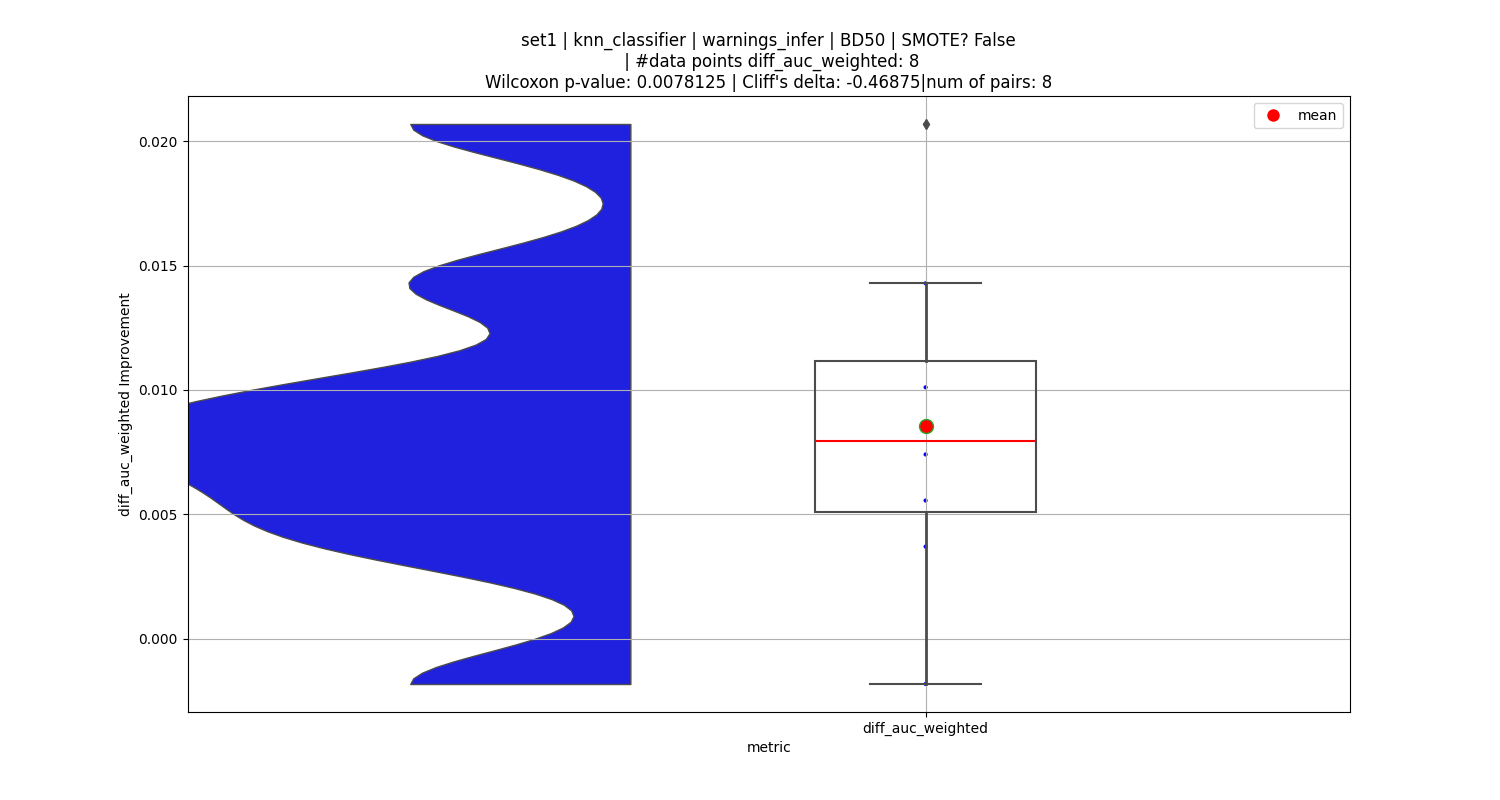 set1 | knn_classifier | warnings_infer | BD50 | SMOTE? False
| #data points diff_auc_weighted: 8
Wilcoxon p-value: 0.0078125 | Cliff's delta: -0.46875|num of pairs: 8
mean
0.020
0.015
0.010
0.005
0.000
diff_auc_weighted Improvement
diff_auc_weighted
metric